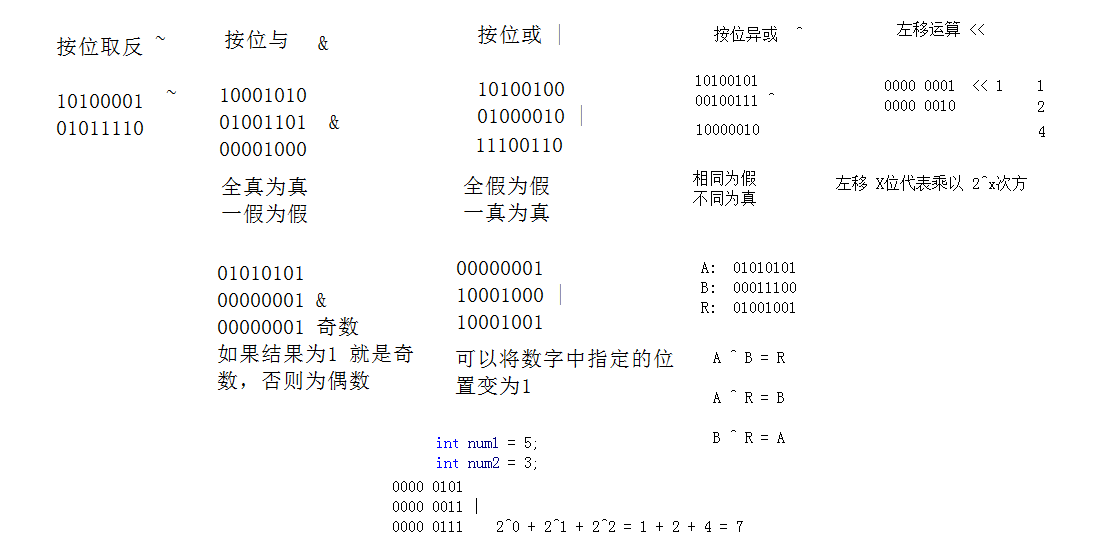 按位取反 ~
10100001 ~
01011110
按位与 &
10001010
01001101 &
00001000
全真为真
一假为假
01010101
00000001 &
00000001 奇数
如果结果为1 就是奇
数，否则为偶数
按位或 |
10100100
01000010 |
11100110
全假为假
一真为真
00000001
10001000 |
10001001
可以将数字中指定的位
置变为1
按位异或 ^
10100101
00100111 ^
10000010
相同为假
不同为真
A: 01010101
B: 00011100
R: 01001001
A ^ B = R
A ^ R = B
B ^ R = A
左移运算 <<
0000 0001 << 1 1
0000 0010 2
4
左移 X位代表乘以 2^x次方
int num1 = 5;
int num2 = 3;
0000 0101
0000 0011 |
0000 0111 2^0 + 2^1 + 2^2 = 1 + 2 + 4 = 7